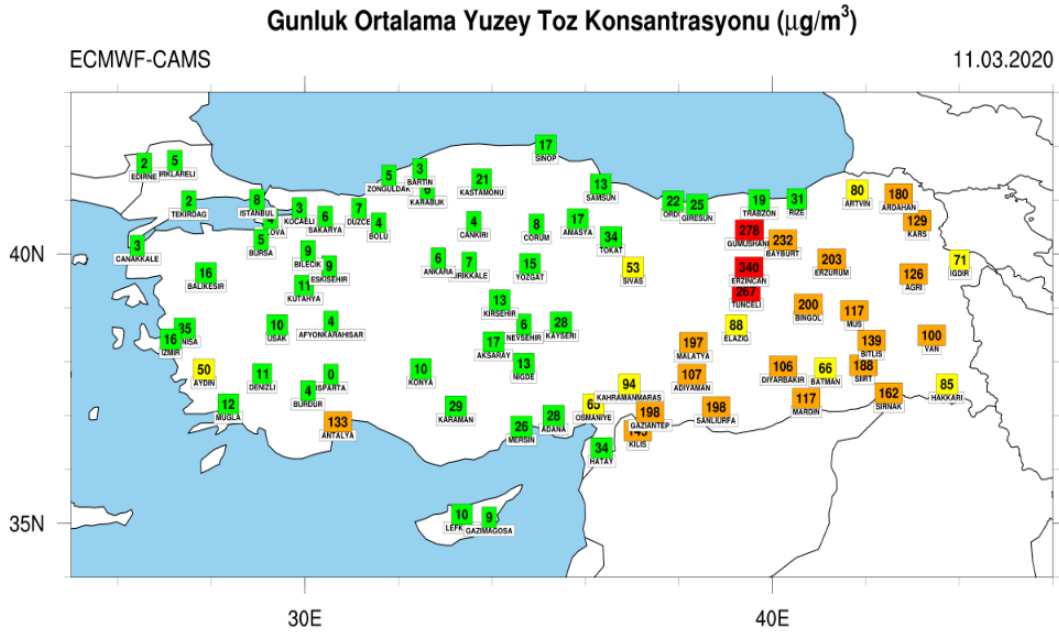 Gunluk Ortalama Yuzey Toz Konsantrasyonu (μg/m³)
ECMWF-CAMS 11.03.2020
17
SINOP
2
EDIRNE
5
IRKLARELI
3
BARTIN
5
ZONGULDAK
6
KARABUK
21
KASTAMONU
13
SAMSUN
2
TEKIRDAG
8
ISTANBUL
4
LOVA
3
KOCAELI
6
SAKARYA
7
DUZCE
4
BOLU
4
CANKIRI
8
CORUM
17
AMASYA
34
TOKAT
22
ORDU
25
GIRESUN
19
TRABZON
31
RIZE
80
ARTVIN
180
ARDAHAN
129
KARS
278
GUMUSHANE
232
BAYBURT
203
ERZURUM
71
IGDIR
126
AGRI
40N
3
CANAKKALE
5
BURSA
9
BILECIK
9
ESKISEHIR
16
BALIKESIR
11
KUTAHYA
6
ANKARA
7
IRIKKALE
15
YOZGAT
53
SIVAS
340
ERZINCAN
267
TUNCELI
200
BINGOL
117
MUS
139
BITLIS
100
VAN
35
NISA
16
IZMIR
10
USAK
4
AFYONKARAHISAR
13
KIRSEHIR
6
NEVSEHIR
28
KAYSERI
17
AKSARAY
13
NIGDE
88
ELAZIG
197
MALATYA
107
ADIYAMAN
106
DIYARBAKIR
66
BATMAN
188
SIIRT
162
SIRNAK
85
HAKKARI
117
MARDIN
50
AYDIN
11
DENIZLI
0
ISPARTA
4
BURDUR
10
KONYA
12
MUGLA
133
ANTALYA
29
KARAMAN
26
MERSIN
28
ADANA
65
OSMANIYE
94
KAHRAMANMARAS
198
GAZIANTEP
198
SANLIURFA
145
KILIS
34
HATAY
35N
10
LEFK
9
GAZIMAGOSA
30E 40E